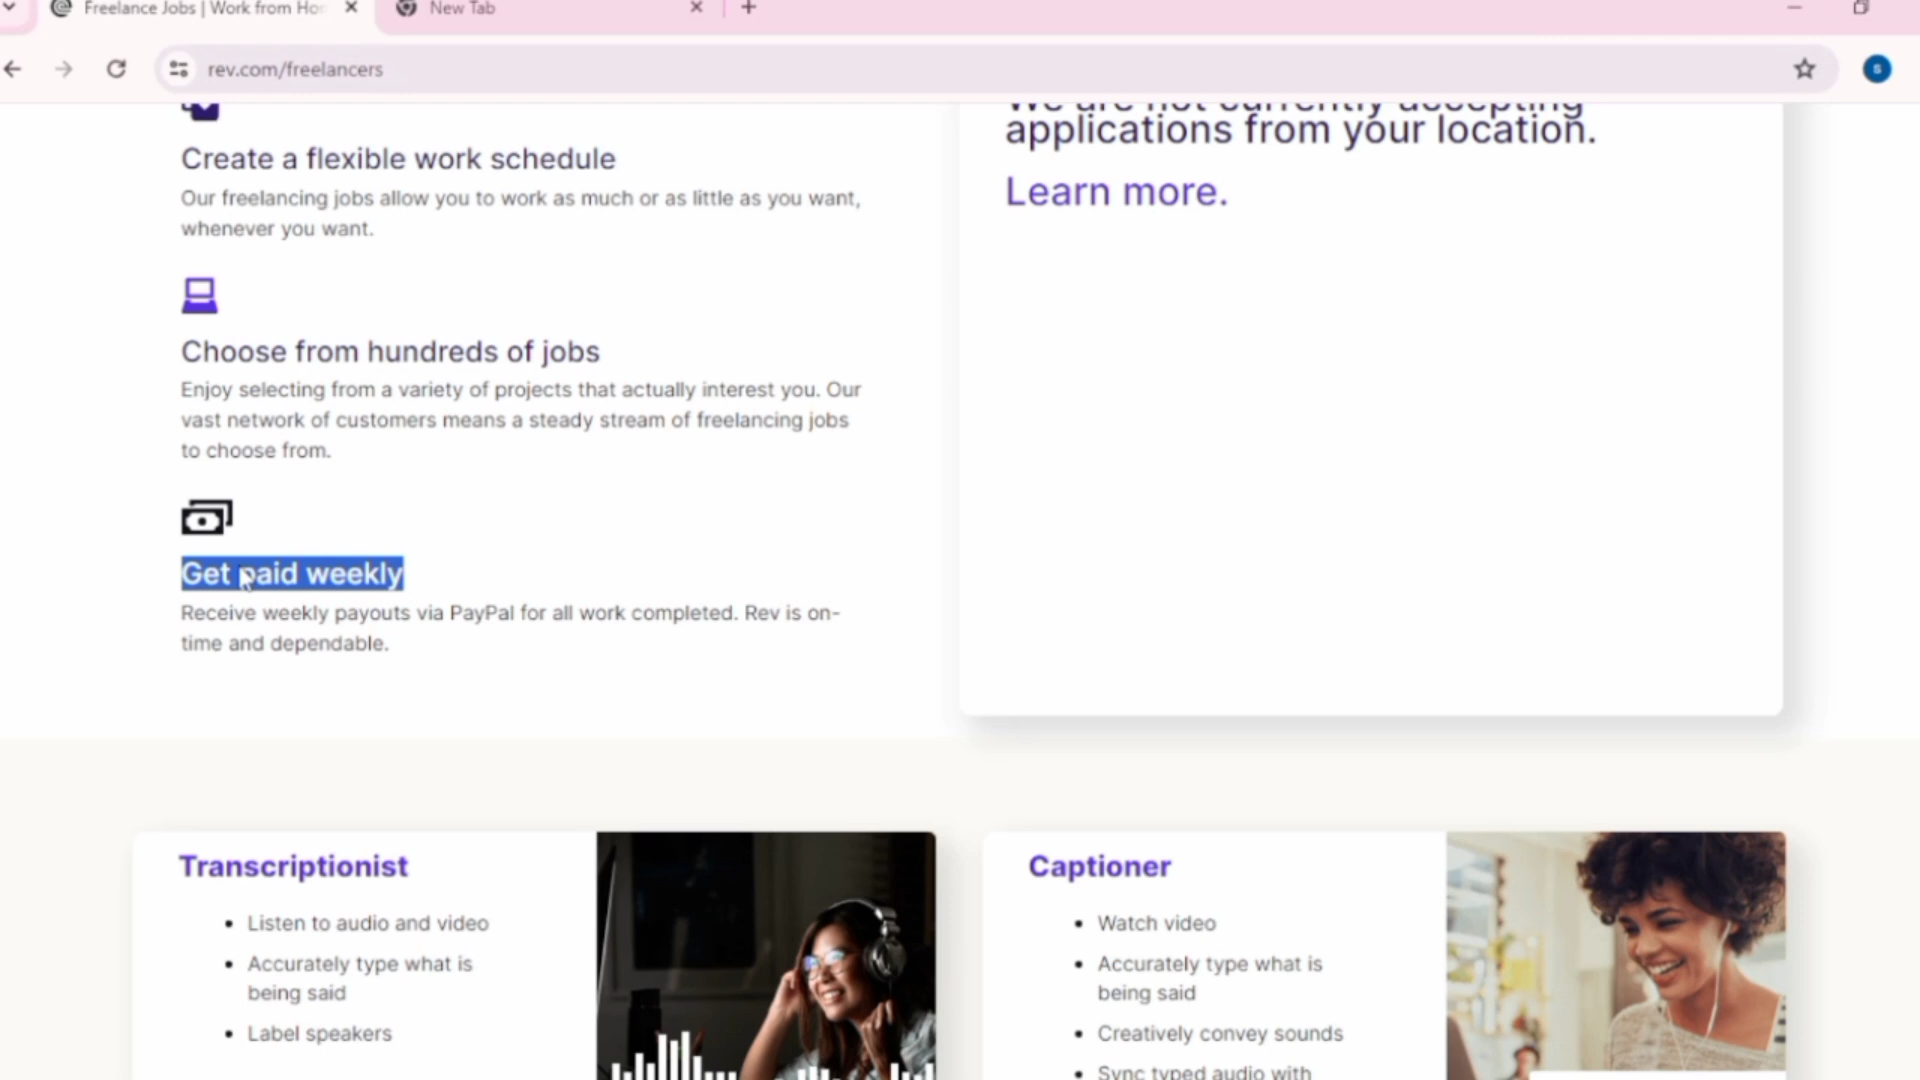 Freelance Jobs | Work from Ho
New Tab
rev.com/freelancers
s
Create a flexible work schedule
Our freelancing jobs allow you to work as much or as little as you want,
whenever you want.
Choose from hundreds of jobs
Enjoy selecting from a variety of projects that actually interest you. Our
vast network of customers means a steady stream of freelancing jobs
to choose from.
Get paid weekly
Receive weekly payouts via PayPal for all work completed. Rev is on-
time and dependable.
We are not currently accepting
applications from your location.
Learn more.
Transcriptionist
• Listen to audio and video
• Accurately type what is
being said
• Label speakers
Captioner
• Watch video
• Accurately type what is
being said
• Creatively convey sounds
• Sync typed audio with